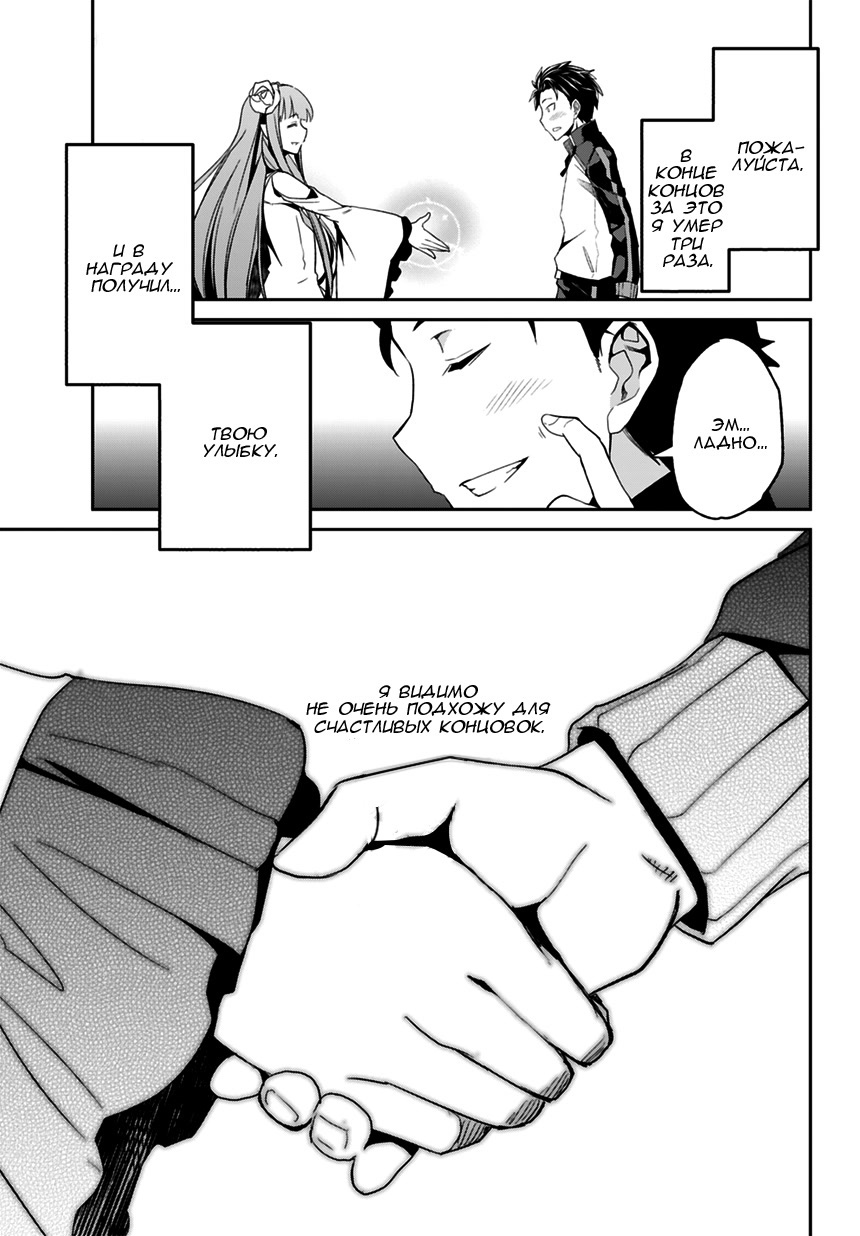 ПОЖА-
ЛУЙСТА.
В
КОНЦЕ
КОНЦОВ
ЗА ЭТО
Я УМЕР
ТРИ
РАЗА.
И В
НАГРАДУ
ПОЛУЧИЛ...
ЭМ...
ЛАДНО...
ТВОЮ
УЛЫБКУ.
Я ВИДИМО
НЕ ОЧЕНЬ ПОДХОЖУ ДЛЯ
СЧАСТЛИВЫХ КОНЦОВОК.